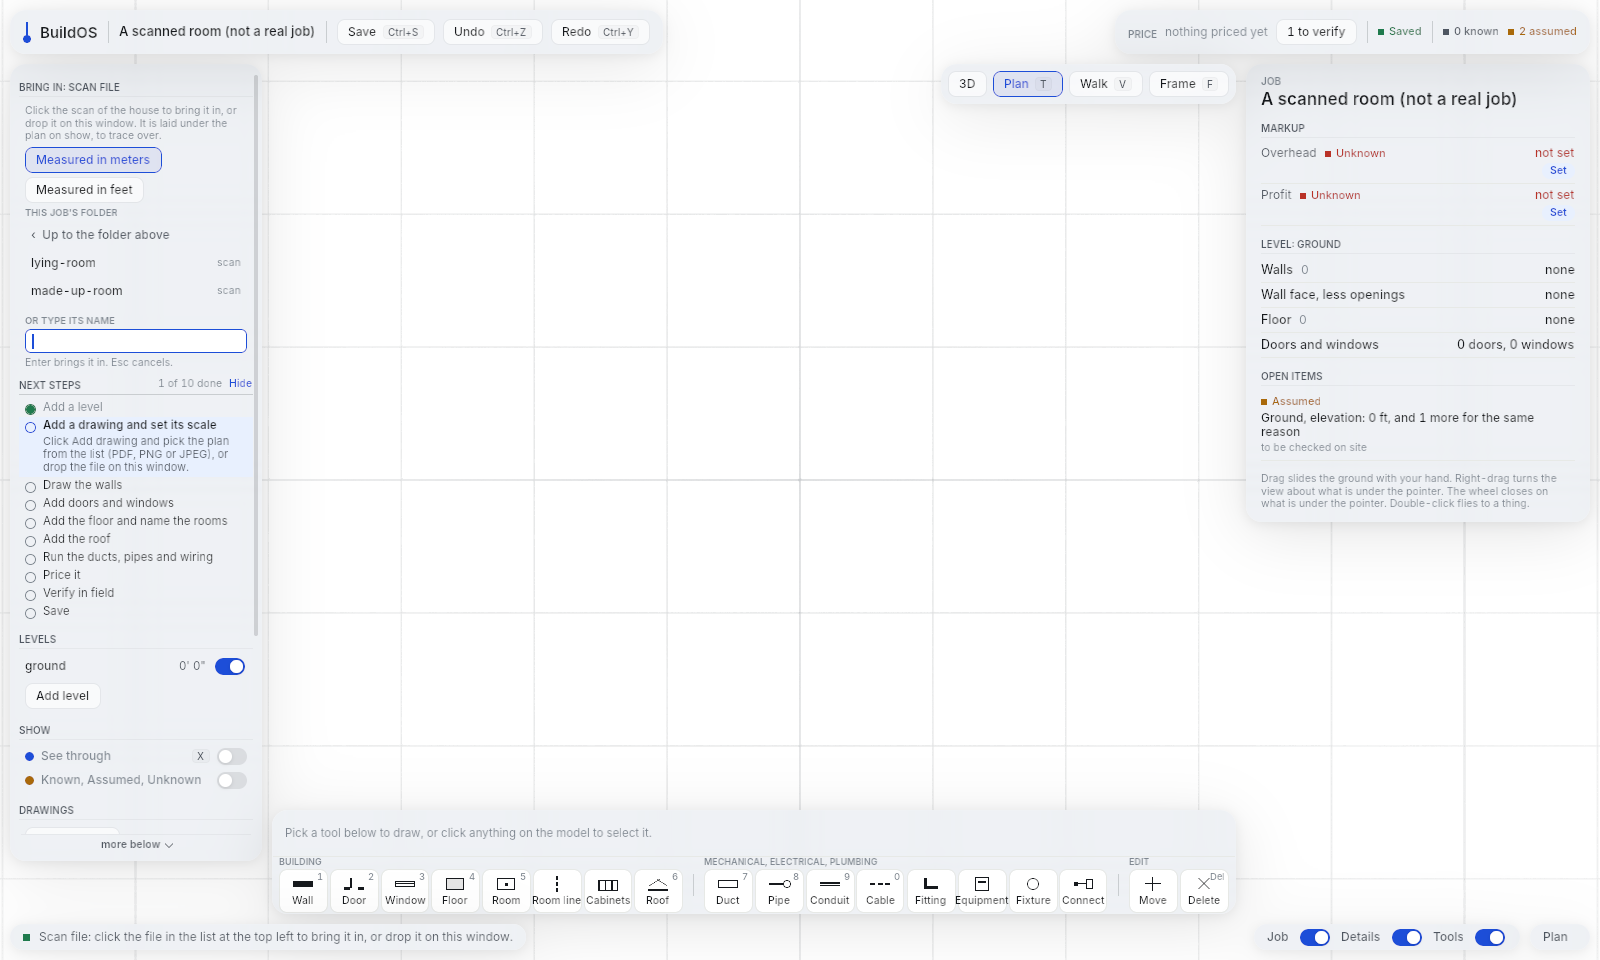 BuildOS
A scanned room (not a real job)
Save Ctrl+S
Undo Ctrl+Z
Redo Ctrl+Y
PRICE nothing priced yet
1 to verify
Saved
0 known
2 assumed
3D
Plan T
Walk V
Frame F
BRING IN: SCAN FILE
Click the scan of the house to bring it in, or
drop it on this window. It is laid under the
plan on show, to trace over.
Measured in meters
Measured in feet
THIS JOB'S FOLDER
‹ Up to the folder above
lying-room scan
made-up-room scan
OR TYPE ITS NAME
Enter brings it in. Esc cancels.
NEXT STEPS 1 of 10 done Hide
Add a level
Add a drawing and set its scale
Click Add drawing and pick the plan
from the list (PDF, PNG or JPEG), or
drop the file on this window.
Draw the walls
Add doors and windows
Add the floor and name the rooms
Add the roof
Run the ducts, pipes and wiring
Price it
Verify in field
Save
LEVELS
ground 0' 0"
Add level
SHOW
See through X
Known, Assumed, Unknown
DRAWINGS
more below
JOB
A scanned room (not a real job)
MARKUP
Overhead Unknown not set
Set
Profit Unknown not set
Set
LEVEL: GROUND
Walls 0 none
Wall face, less openings none
Floor 0 none
Doors and windows 0 doors, 0 windows
OPEN ITEMS
Assumed
Ground, elevation: 0 ft, and 1 more for the same
reason
to be checked on site
Drag slides the ground with your hand. Right-drag turns the
view about what is under the pointer. The wheel closes on
what is under the pointer. Double-click flies to a thing.
Pick a tool below to draw, or click anything on the model to select it.
BUILDING
1 Wall
2 Door
3 Window
4 Floor
5 Room
Room line
Cabinets
6 Roof
MECHANICAL, ELECTRICAL, PLUMBING
7 Duct
8 Pipe
9 Conduit
0 Cable
Fitting
Equipment
Fixture
Connect
EDIT
Move
Del Delete
Scan file: click the file in the list at the top left to bring it in, or drop it on this window.
Job
Details
Tools
Plan